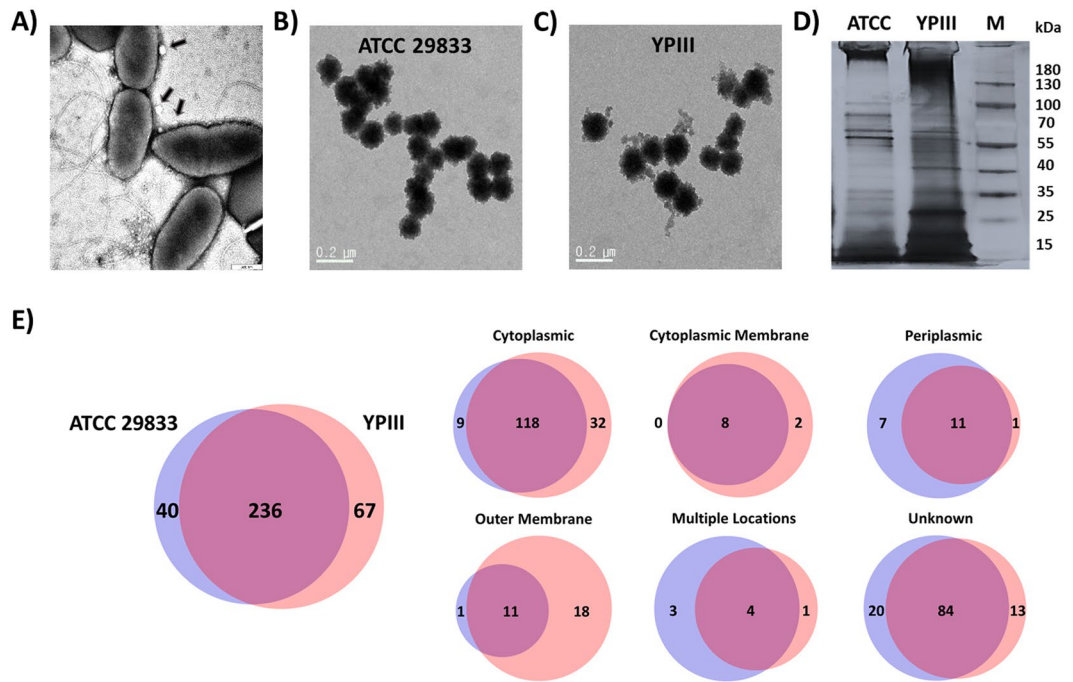 A)
B)
ATCC 29833
0.2 μm
C)
YPIII
0.2 μm
D)
ATCC YPIII M kDa
180
130
100
70
55
40
35
25
15
E)
ATCC 29833
YPIII
40
236
67
Cytoplasmic
9
118
32
Cytoplasmic Membrane
0
8
2
Periplasmic
7
11
1
Outer Membrane
1
11
18
Multiple Locations
3
4
1
Unknown
20
84
13